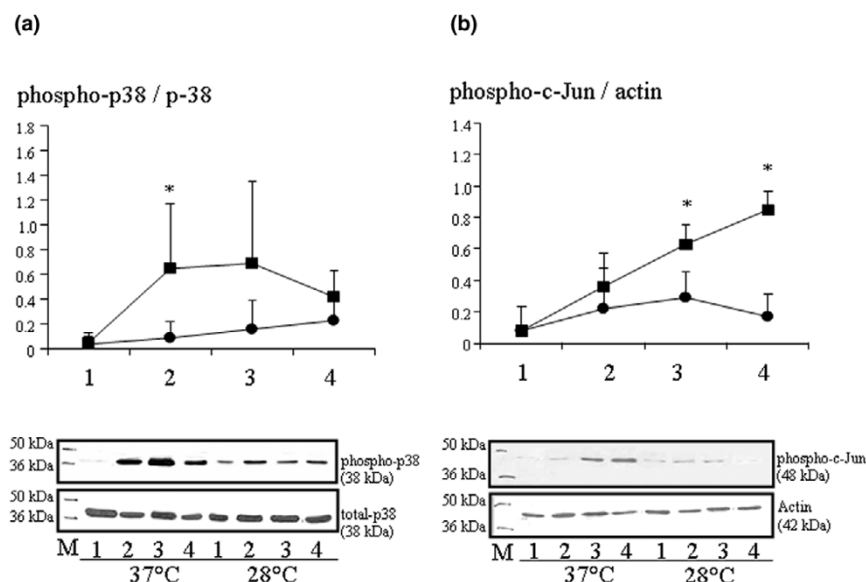 (a)
phospho-p38 / p-38
1.8
1.6
1.4
1.2
1.0
0.8
0.6
0.4
0.2
0
*
1 2 3 4
50 kDa
36 kDa
phospho-p38
(38 kDa)
50 kDa
36 kDa
total-p38
(38 kDa)
M 1 2 3 4 1 2 3 4
37°C 28°C
(b)
phospho-c-Jun / actin
1.4
1.2
1.0
0.8
0.6
0.4
0.2
0
* *
1 2 3 4
50 kDa
36 kDa
phospho-c-Jun
(48 kDa)
50 kDa
36 kDa
Actin
(42 kDa)
M 1 2 3 4 1 2 3 4
37°C 28°C